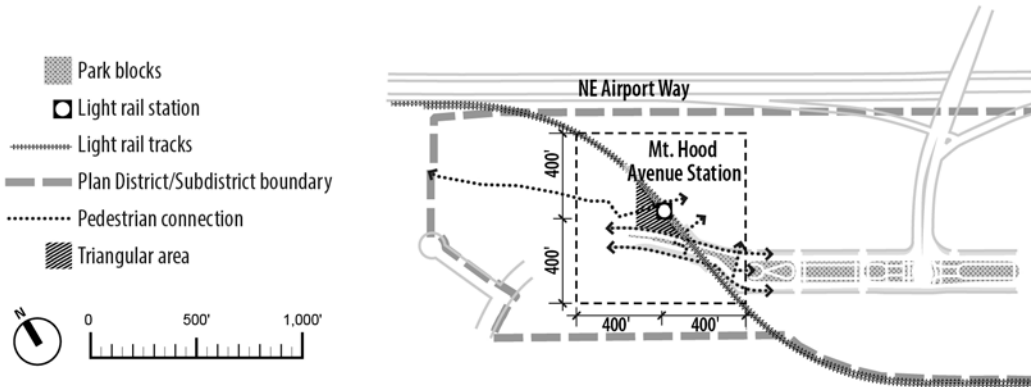 Park blocks
Light rail station
Light rail tracks
Plan District/Subdistrict boundary
Pedestrian connection
Triangular area
N
0 500' 1,000'
NE Airport Way
Mt. Hood
Avenue Station
400'
400'
400' 400'